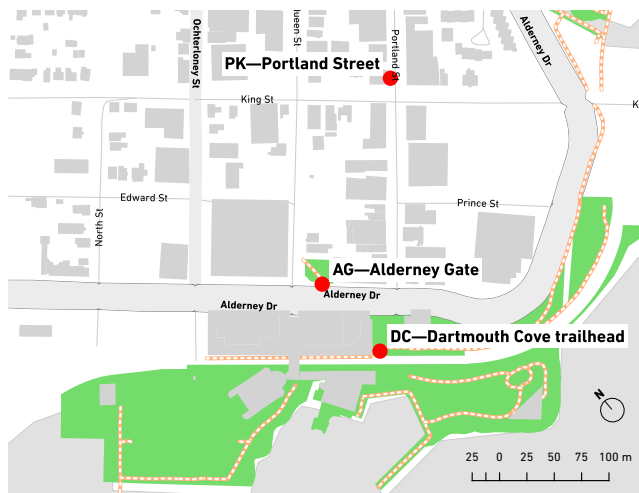 Alderney Dr
Ochterloney St
ueen St
Portland St
PK—Portland Street
King St
K
Edward St
Prince St
North St
AG—Alderney Gate
Alderney Dr
Alderney Dr
DC—Dartmouth Cove trailhead
N
25 0 25 50 75 100 m